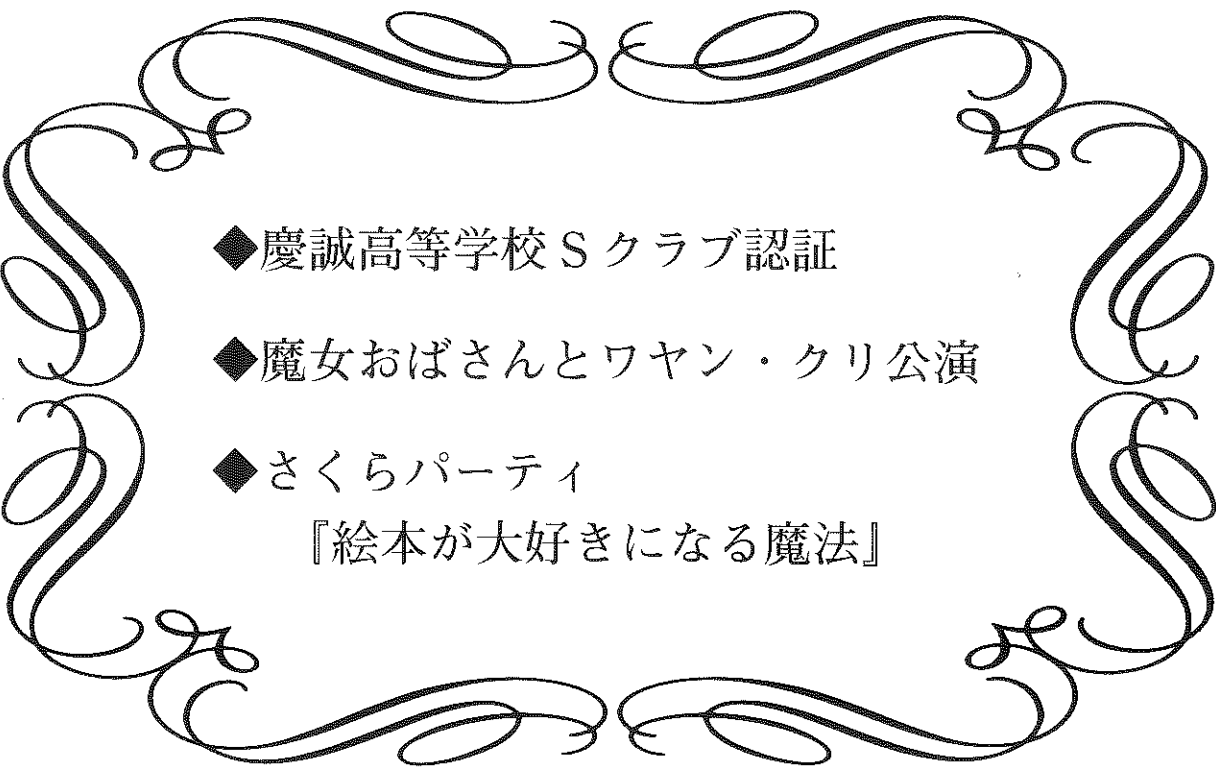 ◆慶誠高等学校Sクラブ認証
◆魔女おばさんとワヤン・クリ公演
◆さくらパーティ
『絵本が大好きになる魔法』